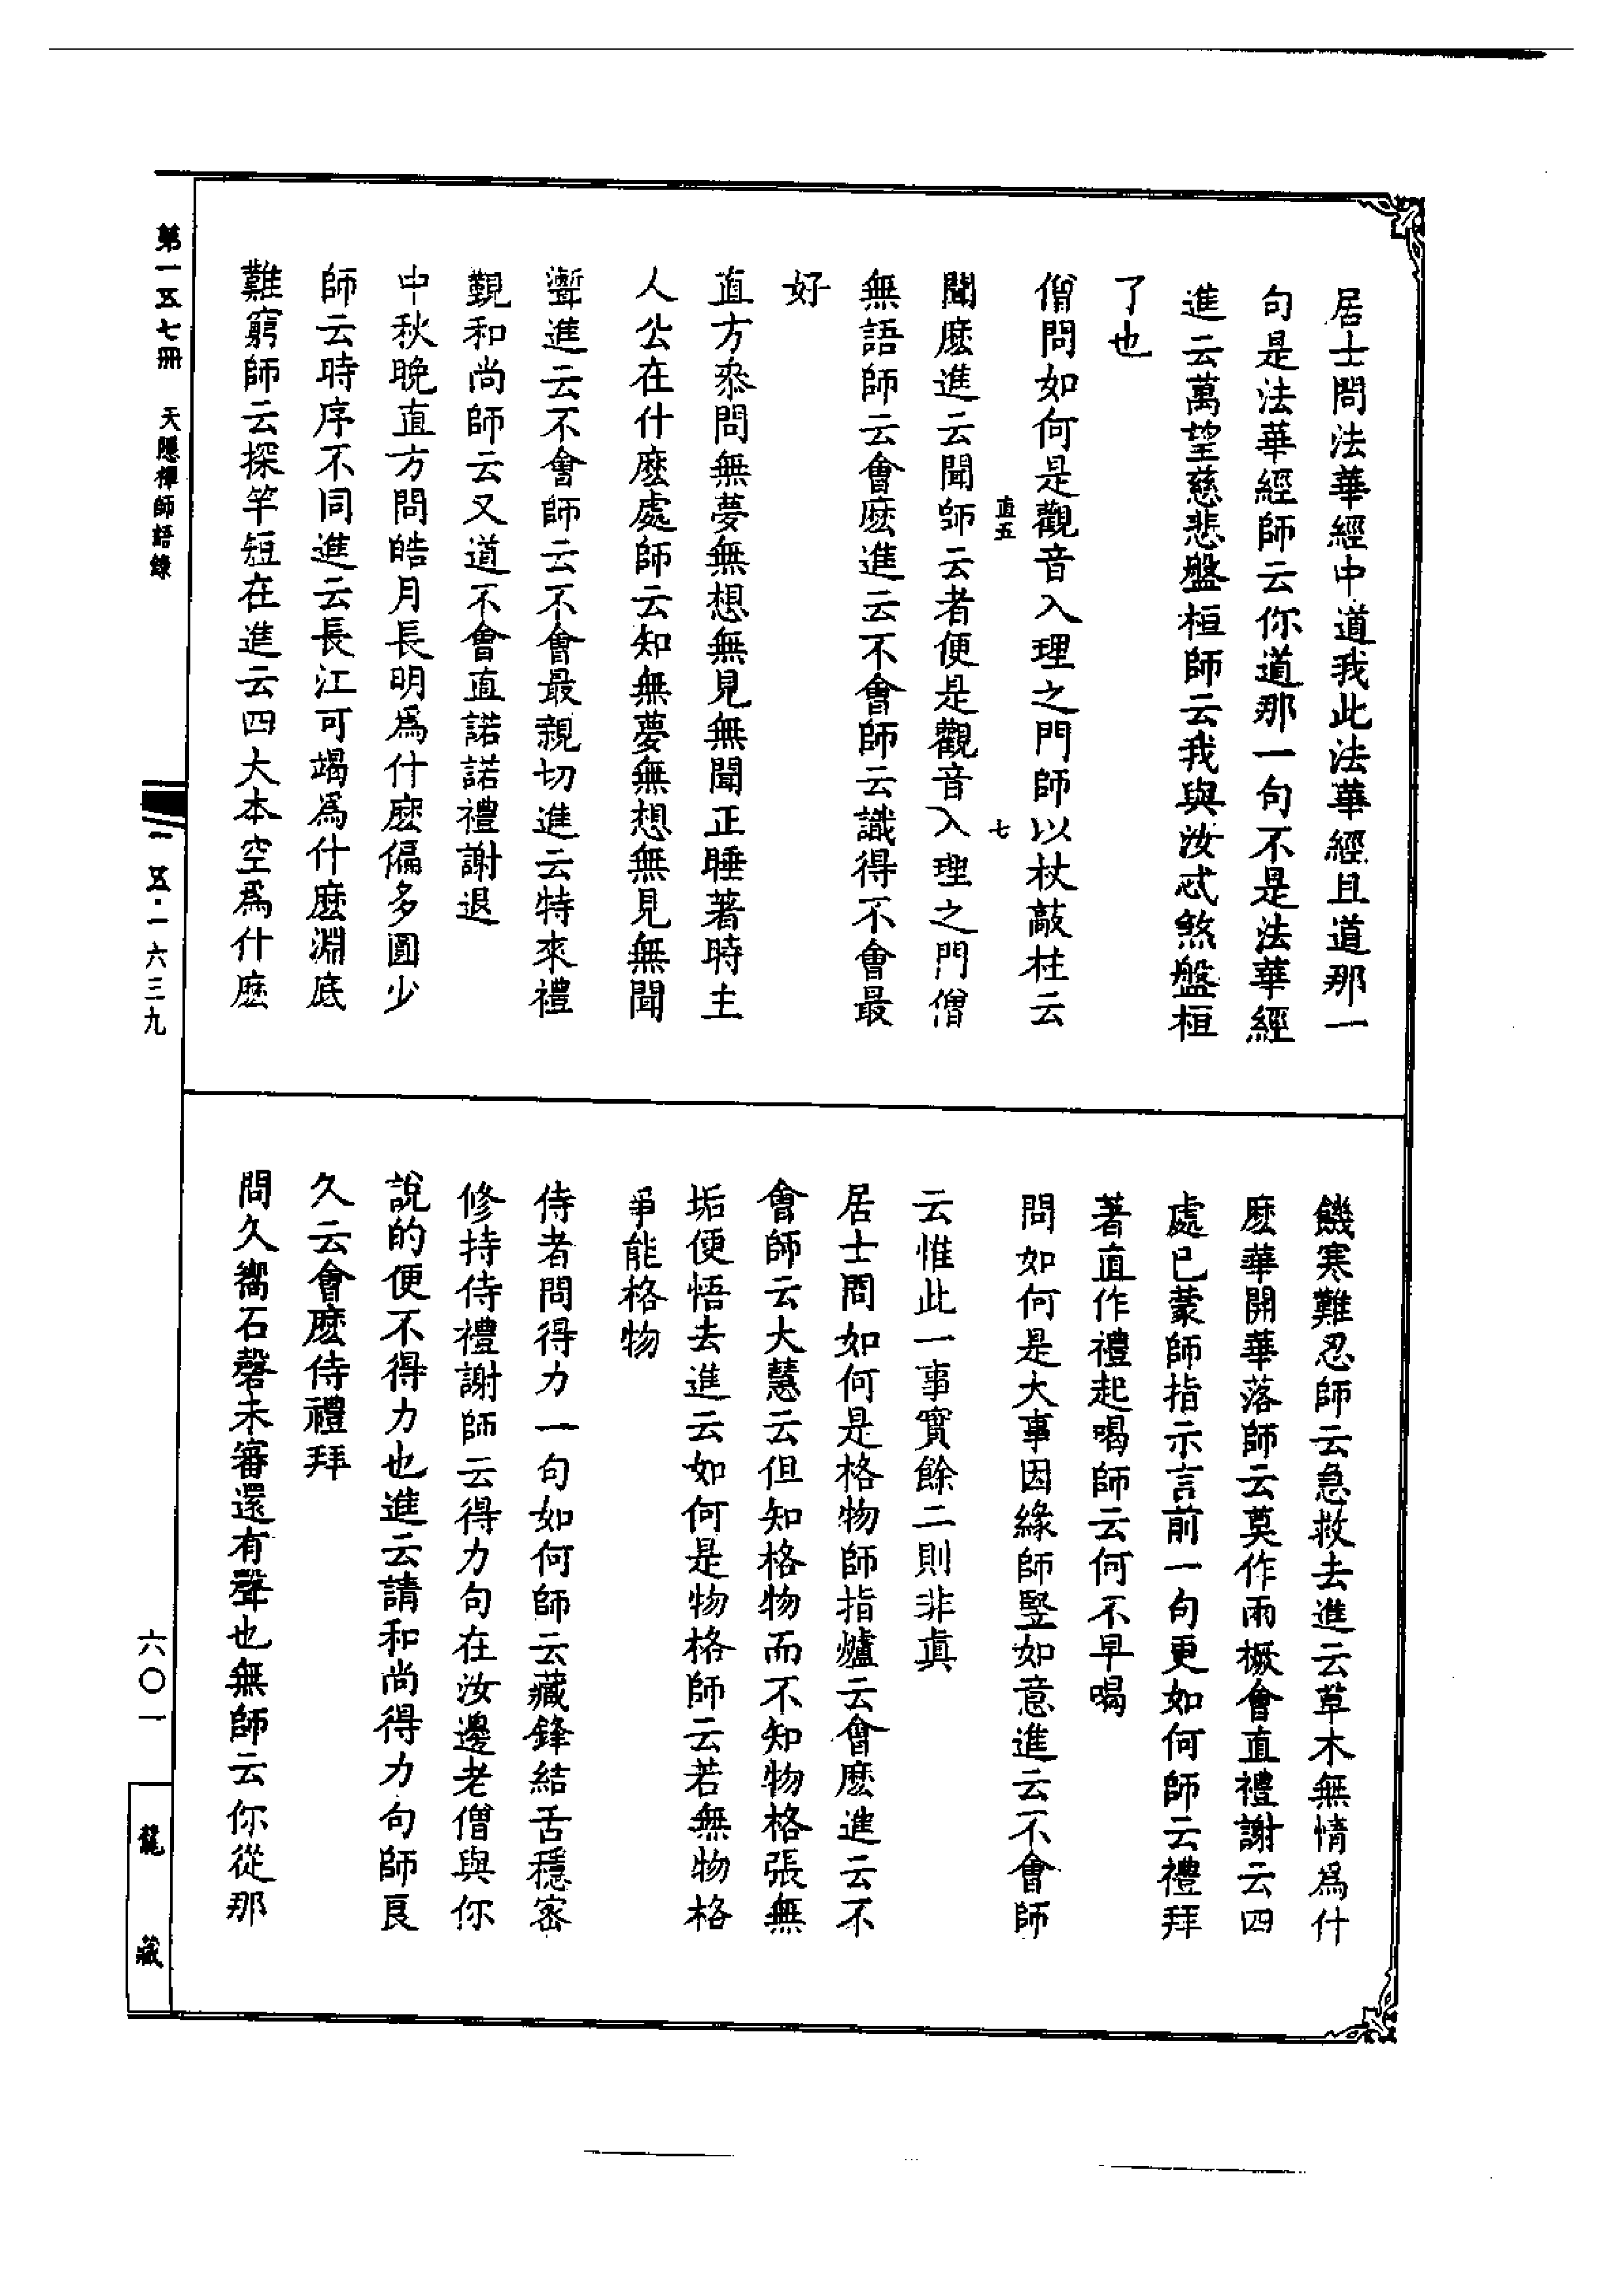 居士問法華經中道我此法華經且道那一
句是法華經師云你道那一句不是法華經
進云萬望慈悲盤桓師云我與汝忒煞盤桓
了也
僧問如何是觀音入理之門師以杖敲柱云
直五
七
聞麽進云聞師云者便是觀音入理之門僧
無語師云會麽進云不會師云識得不會最
好
直方叅問無夢無想無見無聞正睡著時主
人公在什麽處師云知無夢無想無見無聞
聻進云不會師云不會最親切進云特來禮
覲和尚師云又道不會直諾諾禮謝退
中秋晚直方問皓月長明爲什麽偏多圓少
師云時序不同進云長江可竭爲什麽淵底
難窮師云探竿短在進云四大本空爲什麽
饑寒難忍師云急救去進云草木無情爲什
麽華開華落師云莫作兩橛會直禮謝云四
處已蒙師指示言前一句更如何師云禮拜
著直作禮起喝師云何不早喝
問如何是大事因緣師竪如意進云不會師
云惟此一事實餘二則非眞
居士問如何是格物師指爐云會麽進云不
會師云大慧云但知格物而不知物格張無
垢便悟去進云如何是物格師云若無物格
爭能格物
侍者問得力一句如何師云藏鋒結舌穩密
修持侍禮謝師云得力句在汝邊老僧與你
說的便不得力也進云請和尚得力句師良
久云會麽侍禮拜
問久嚮石磬未審還有聲也無師云你從那
第一五七冊 天隱禪師語錄
一五·一六三九
六〇一
龍藏